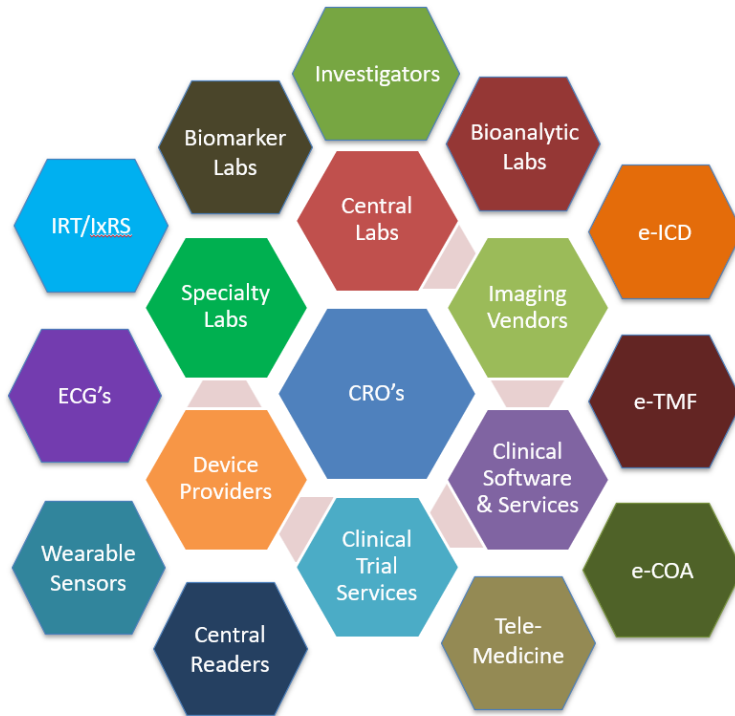 Investigators
Biomarker
Labs
Bioanalytic
Labs
IRT/IxRS
Central
Labs
e-ICD
Specialty
Labs
Imaging
Vendors
ECG's
CRO's
e-TMF
Device
Providers
Clinical
Software
& Services
Wearable
Sensors
Clinical
Trial
Services
e-COA
Central
Readers
Tele-
Medicine